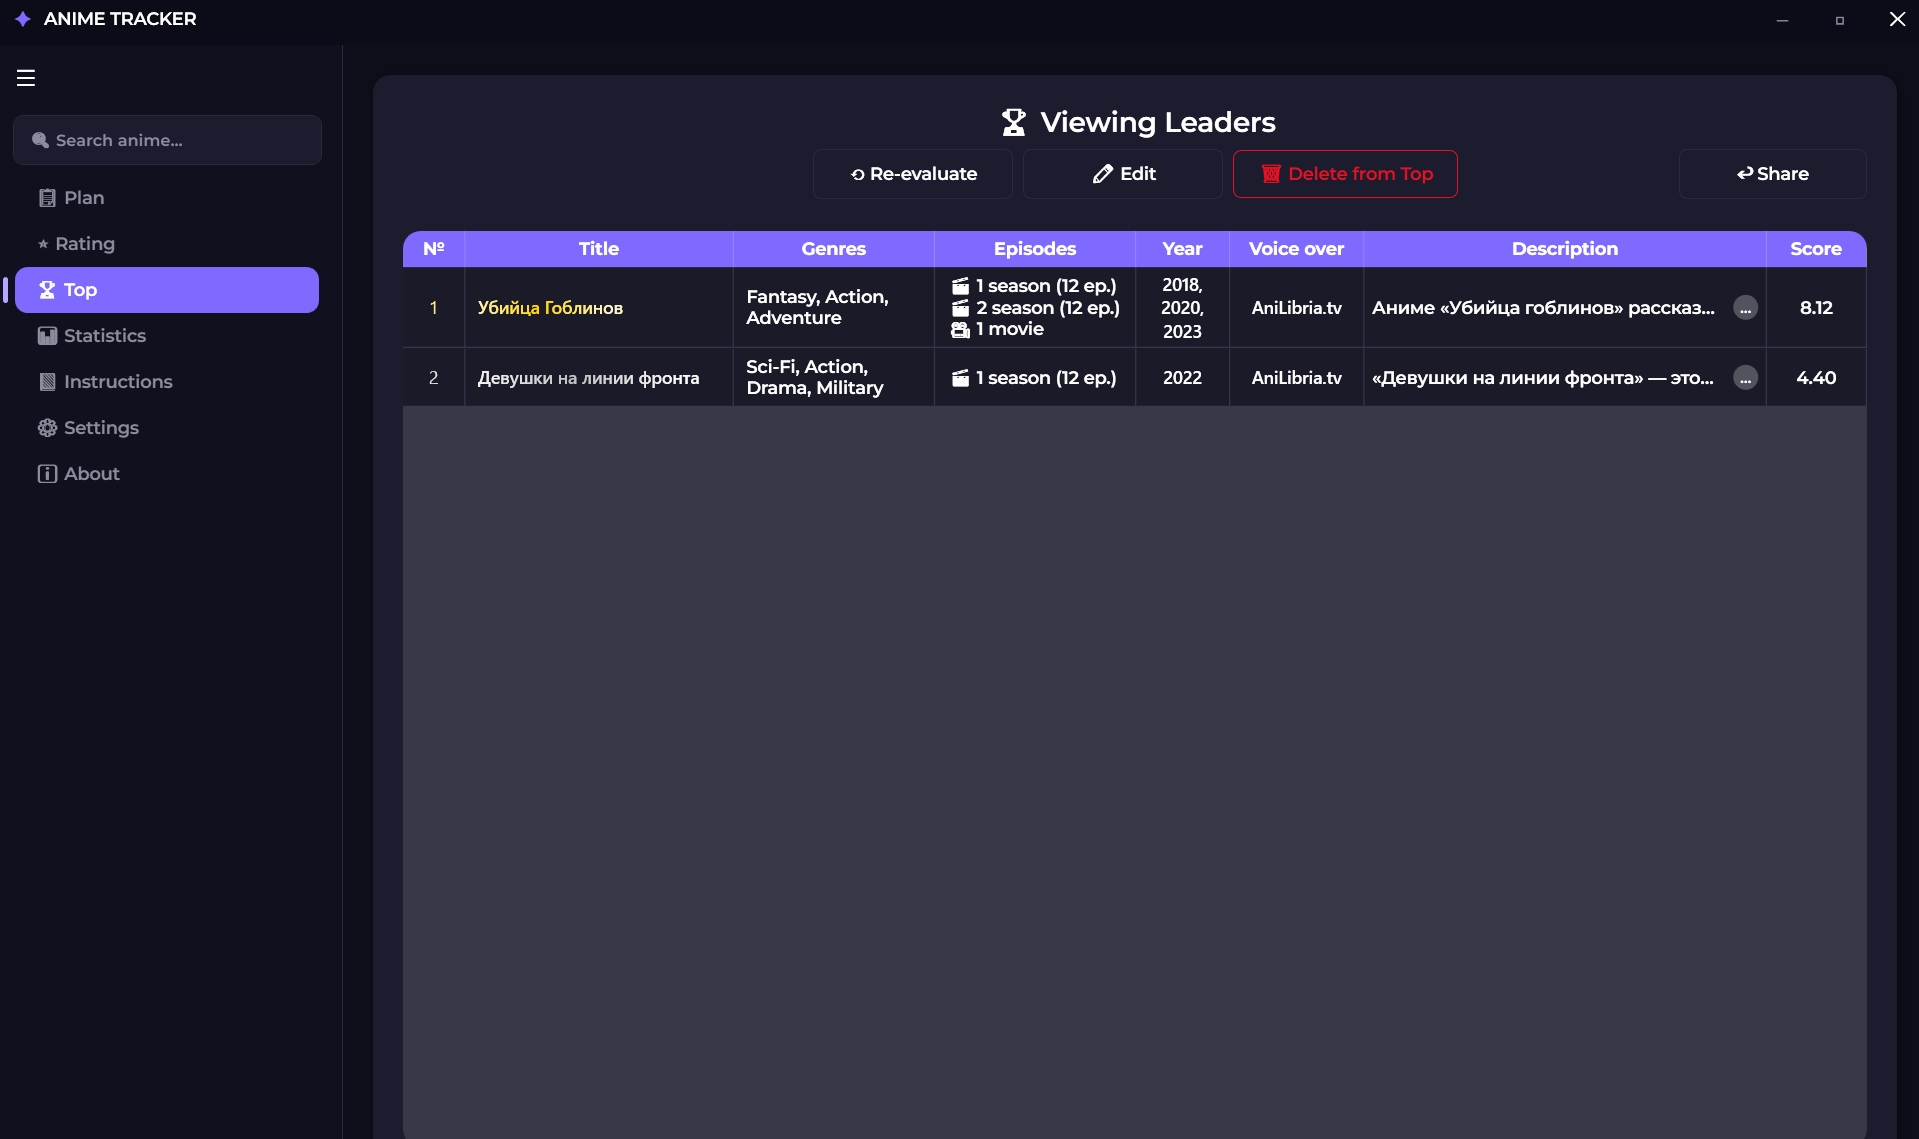 ANIME TRACKER
Search anime...
Plan
Rating
Top
Statistics
Instructions
Settings
About
Viewing Leaders
Re-evaluate
Edit
Delete from Top
Share
№ Title Genres Episodes Year Voice over Description Score
1 Убийца Гоблинов
Fantasy, Action,
Adventure
1 season (12 ep.)
2 season (12 ep.)
1 movie
2018,
2020,
2023
AniLibria.tv
Аниме «Убийца гоблинов» рассказ... ...
8.12
2 Девушки на линии фронта
Sci-Fi, Action,
Drama, Military
1 season (12 ep.)
2022
AniLibria.tv
«Девушки на линии фронта» — это... ...
4.40